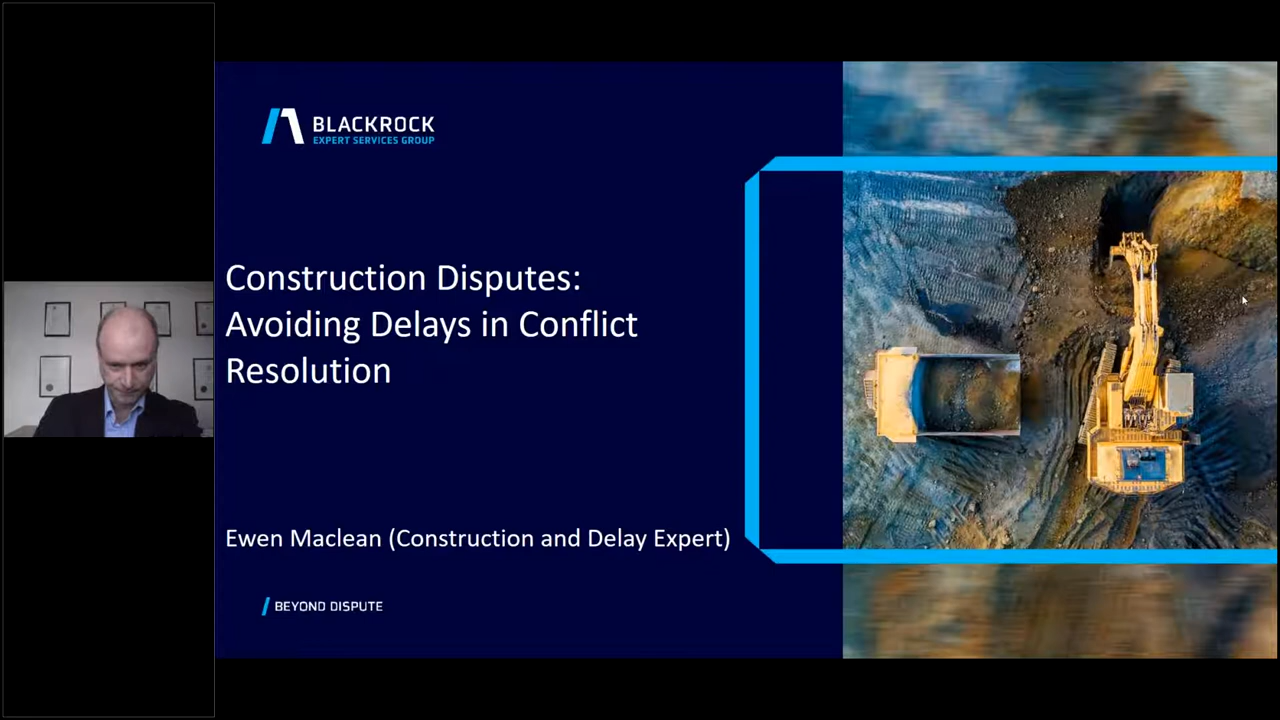 BLACKROCK
EXPERT SERVICES GROUP
Construction Disputes:
Avoiding Delays in Conflict
Resolution
Ewen Maclean (Construction and Delay Expert)
BEYOND DISPUTE